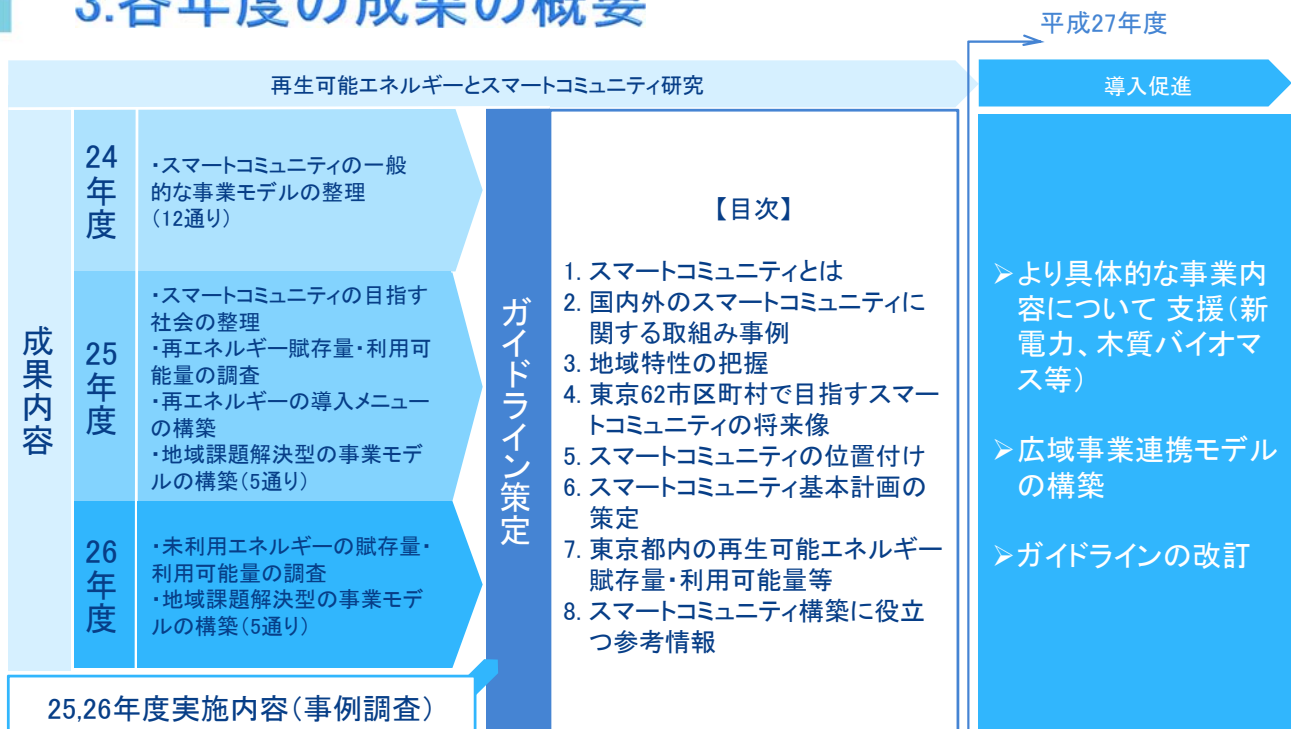 3.各年度の成果の概要
平成27年度
再生可能エネルギーとスマートコミュニティ研究
導入促進
成果内容
24年度
・スマートコミュニティの一般
的な事業モデルの整理
(12通り)
25年度
・スマートコミュニティの目指す
社会の整理
・再エネルギー賦存量・利用可
能量の調査
・再エネルギーの導入メニュー
の構築
・地域課題解決型の事業モデ
ルの構築(5通り)
26年度
・未利用エネルギーの賦存量・
利用可能量の調査
・地域課題解決型の事業モデ
ルの構築(5通り)
25,26年度実施内容(事例調査)
ガイドライン策定
【目次】
1. スマートコミュニティとは
2. 国内外のスマートコミュニティに
関する取組み事例
3. 地域特性の把握
4. 東京62市区町村で目指すスマー
トコミュニティの将来像
5. スマートコミュニティの位置付け
6. スマートコミュニティ基本計画の
策定
7. 東京都内の再生可能エネルギー
賦存量・利用可能量等
8. スマートコミュニティ構築に役立
つ参考情報
➢より具体的な事業内
容について 支援(新
電力、木質バイオマ
ス等)
➢広域事業連携モデル
の構築
➢ガイドラインの改訂